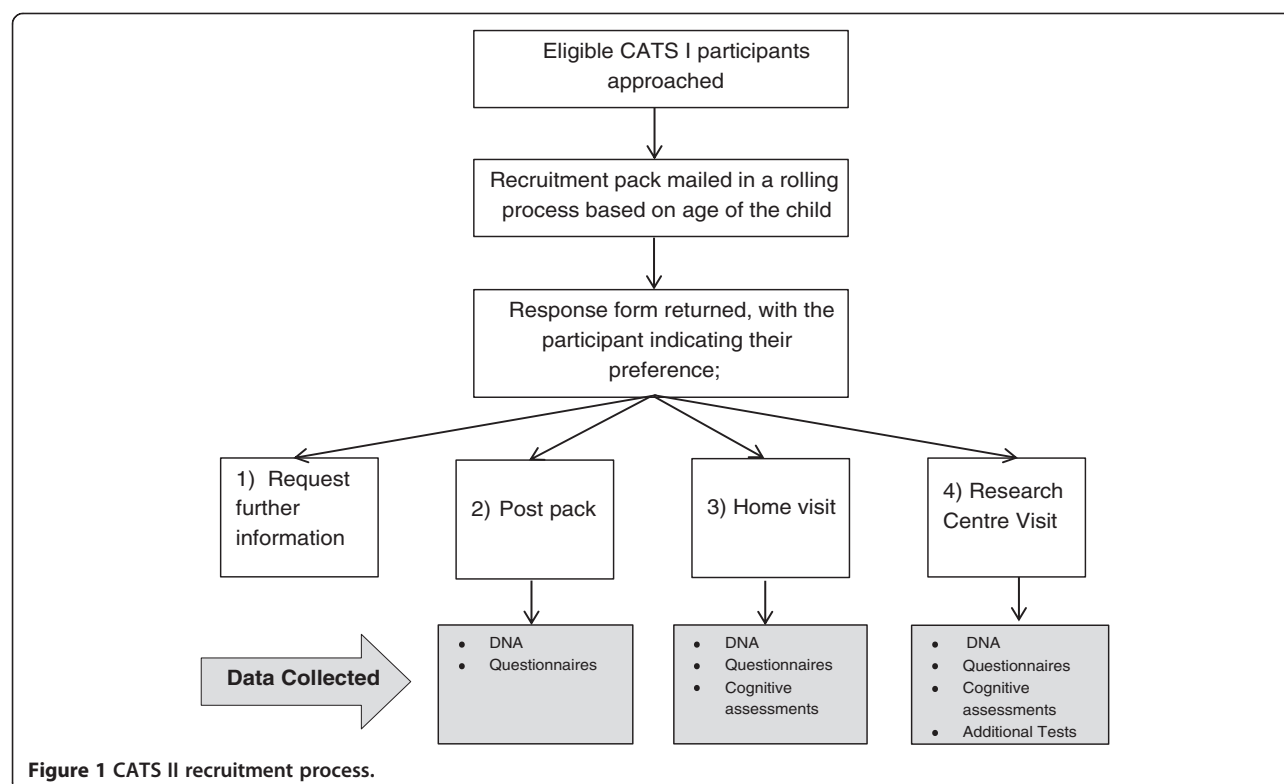 Eligible CATS I participants
approached
Recruitment pack mailed in a rolling
process based on age of the child
Response form returned, with the
participant indicating their
preference;
1) Request
further
information
2) Post pack
3) Home visit
4) Research
Centre Visit
Data Collected
• DNA
• Questionnaires
• DNA
• Questionnaires
• Cognitive
assessments
• DNA
• Questionnaires
• Cognitive
assessments
• Additional Tests
Figure 1 CATS II recruitment process.